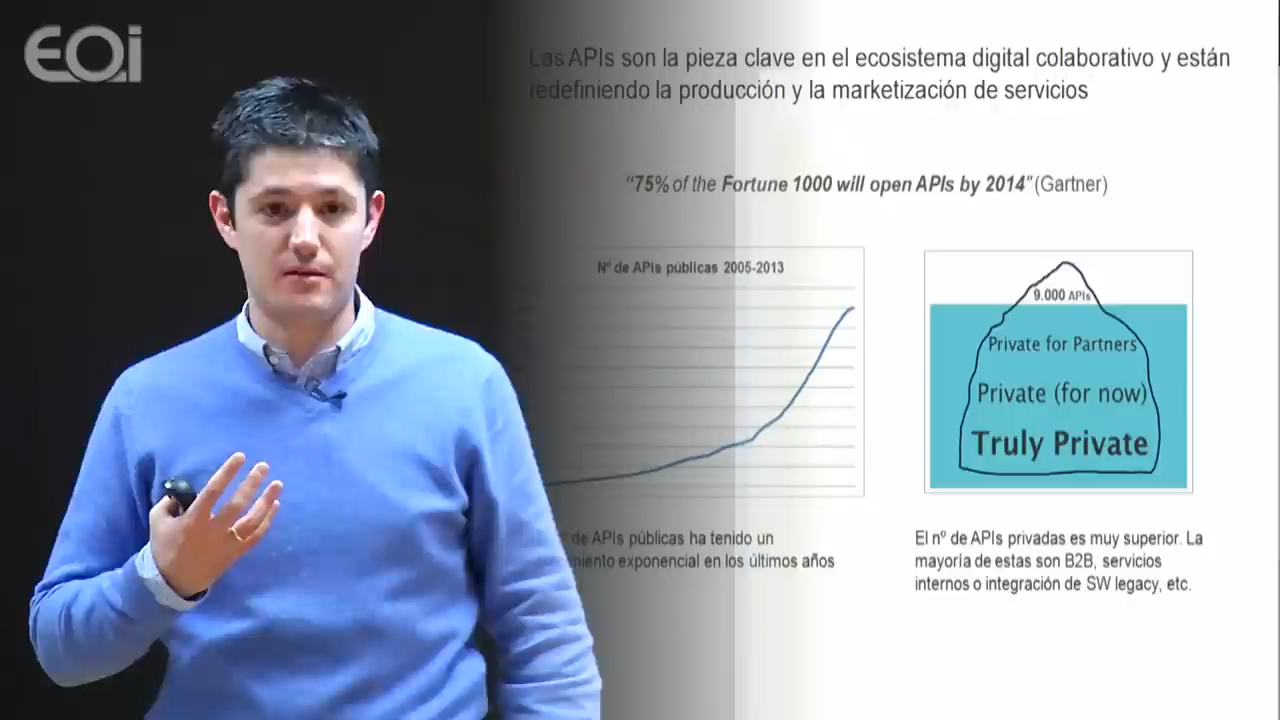 EOi
Las APIs son la pieza clave en el ecosistema digital colaborativo y están
redefiniendo la producción y la marketización de servicios
“75% of the Fortune 1000 will open APIs by 2014” (Gartner)
Nº de APIs públicas 2005-2013
9.000 APIs
Private for Partners
Private (for now)
Truly Private
de APIs públicas ha tenido un
exponencial en los últimos años
El nº de APIs privadas es muy superior. La
mayoría de estas son B2B, servicios
internos o integración de SW legacy, etc.